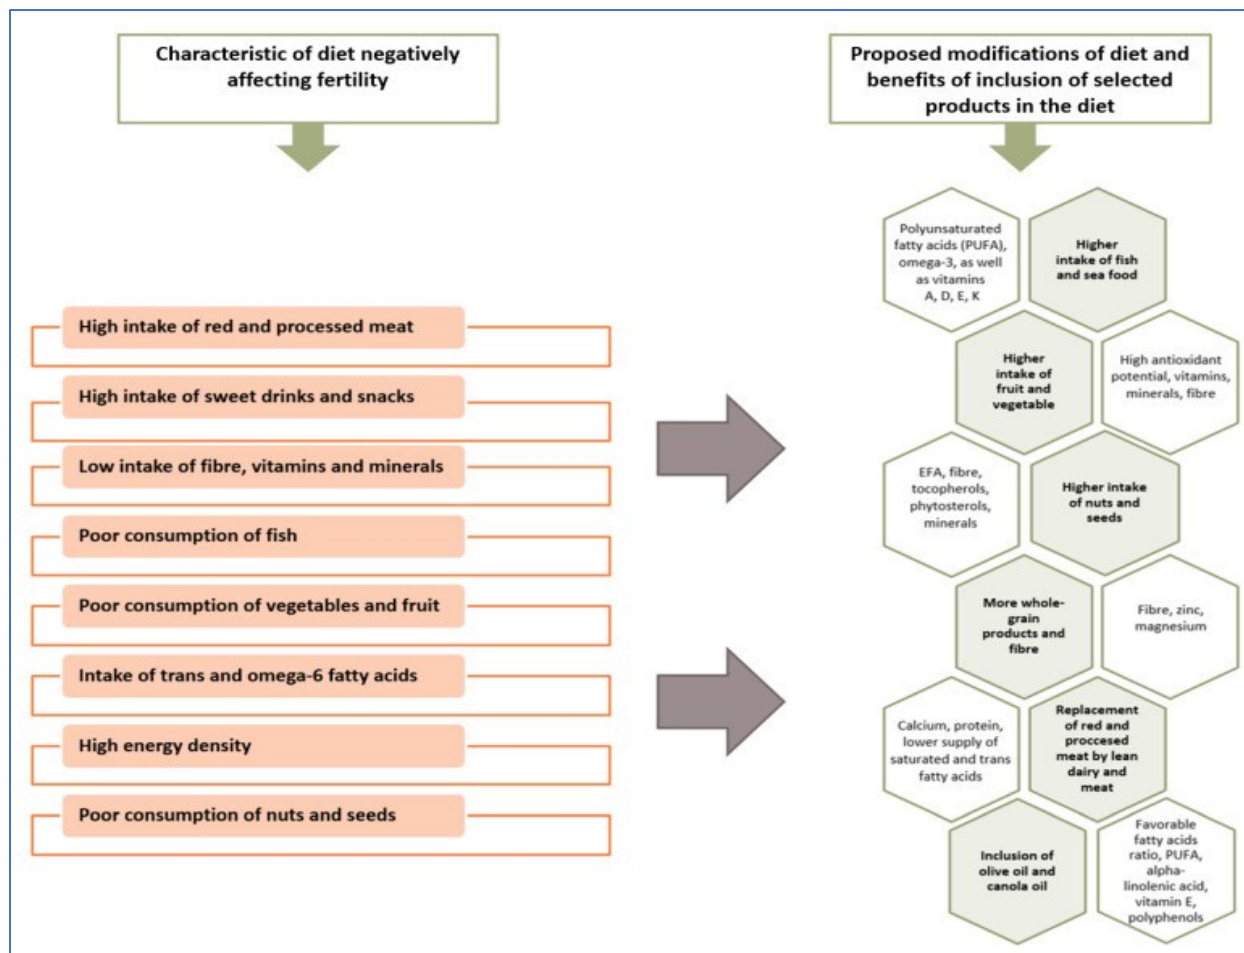 Characteristic of diet negatively
affecting fertility
High intake of red and processed meat
High intake of sweet drinks and snacks
Low intake of fibre, vitamins and minerals
Poor consumption of fish
Poor consumption of vegetables and fruit
Intake of trans and omega-6 fatty acids
High energy density
Poor consumption of nuts and seeds
Proposed modifications of diet and
benefits of inclusion of selected
products in the diet
Polyunsaturated
fatty acids (PUFA),
omega-3, as well
as vitamins
A, D, E, K
Higher
intake of fish
and sea food
Higher
intake of
fruit and
vegetable
High antioxidant
potential, vitamins,
minerals, fibre
EFA, fibre,
tocopherols,
phytosterols,
minerals
Higher intake
of nuts and
seeds
More whole-
grain
products and
fibre
Fibre, zinc,
magnesium
Calcium, protein,
lower supply of
saturated and trans
fatty acids
Replacement
of red and
proccesed
meat by lean
dairy and
meat
Inclusion of
olive oil and
canola oil
Favorable
fatty acids
ratio, PUFA,
alpha-
linolenic acid,
vitamin E,
polyphenols